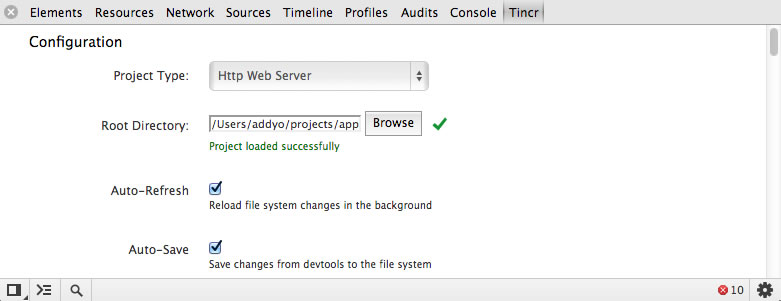 Elements Resources Network Sources Timeline Profiles Audits Console Tincr
Configuration
Project Type: Http Web Server
Root Directory: /Users/addyo/projects/app Browse
Project loaded successfully
Auto-Refresh
Reload file system changes in the background
Auto-Save
Save changes from devtools to the file system
10